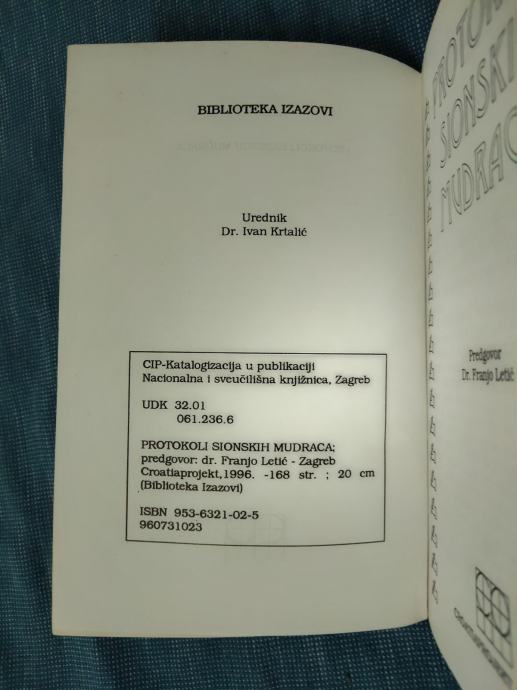 BIBLIOTEKA IZAZOVI
Urednik
Dr. Ivan Krtalić
CIP-Katalogizacija u publikaciji
Nacionalna i sveučilišna knjižnica, Zagreb
UDK 32.01
061.236.6
PROTOKOLI SIONSKIH MUDRACA;
predgovor: dr. Franjo Letić - Zagreb
Croatiaprojekt,1996. -168 str. ; 20 cm
(Biblioteka Izazovi)
ISBN 953-6321-02-5
960731023
SIONSKI
MUDRAC
Predgovor
Dr. Franjo Letić